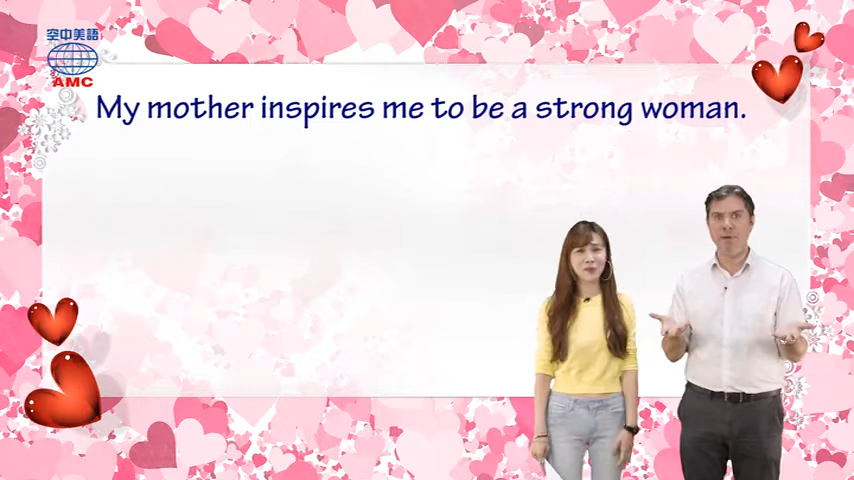 空中美語
AMC
My mother inspires me to be a strong woman.